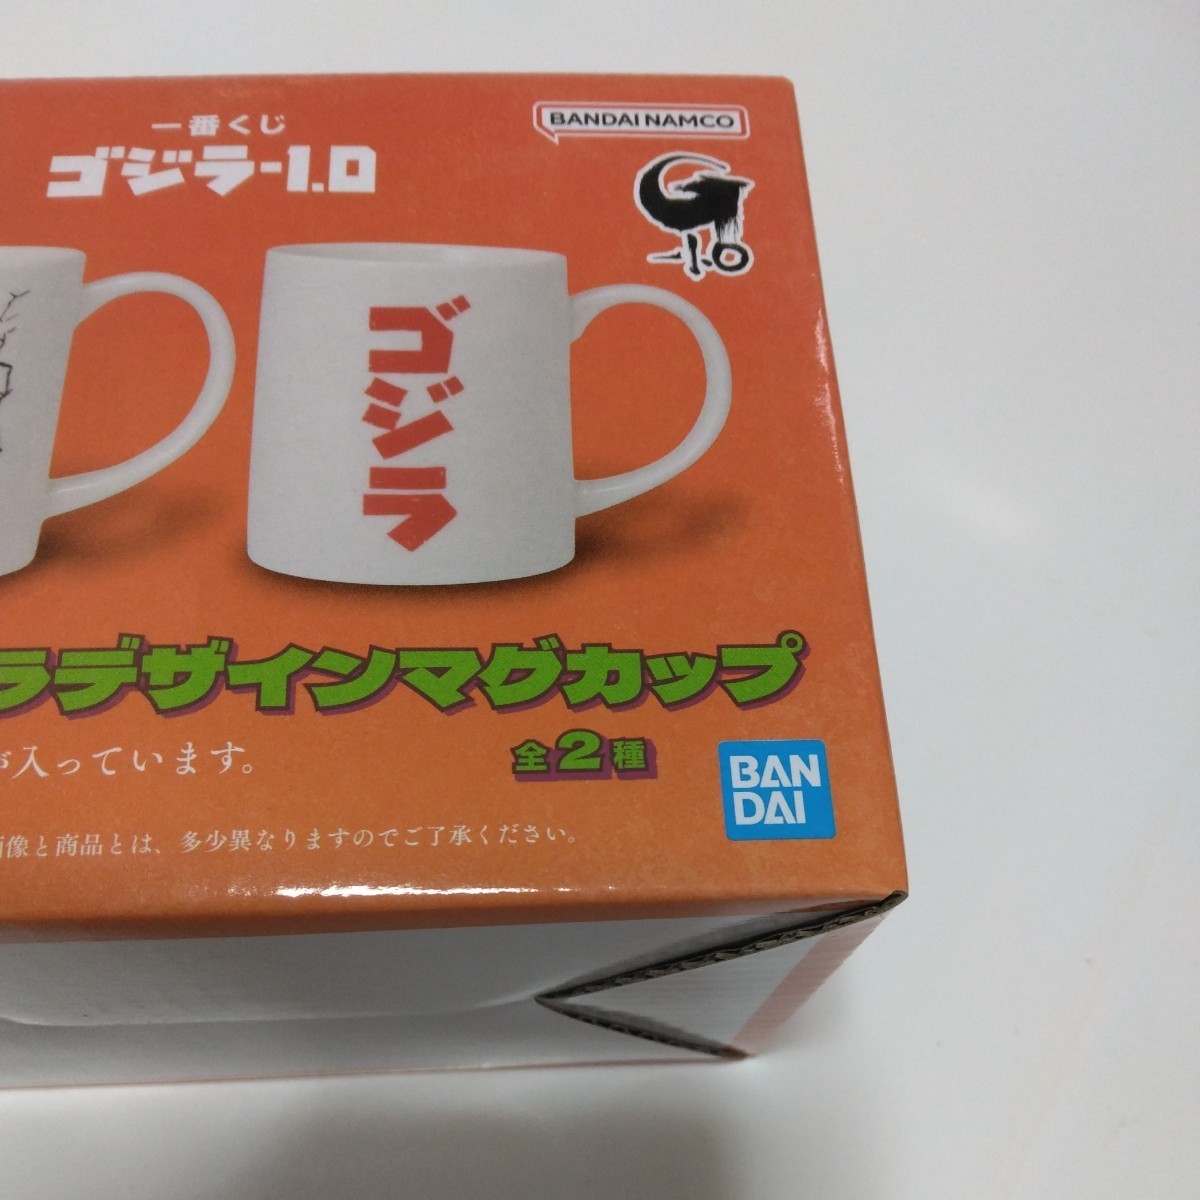 一番くじ
ゴジラ-1.0
BANDAI NAMCO
G
-1.0
ゴジラ
ラデザインマグカップ
全2種
が入っています。
画像と商品とは、多少異なりますのでご了承ください。
BAN
DAI